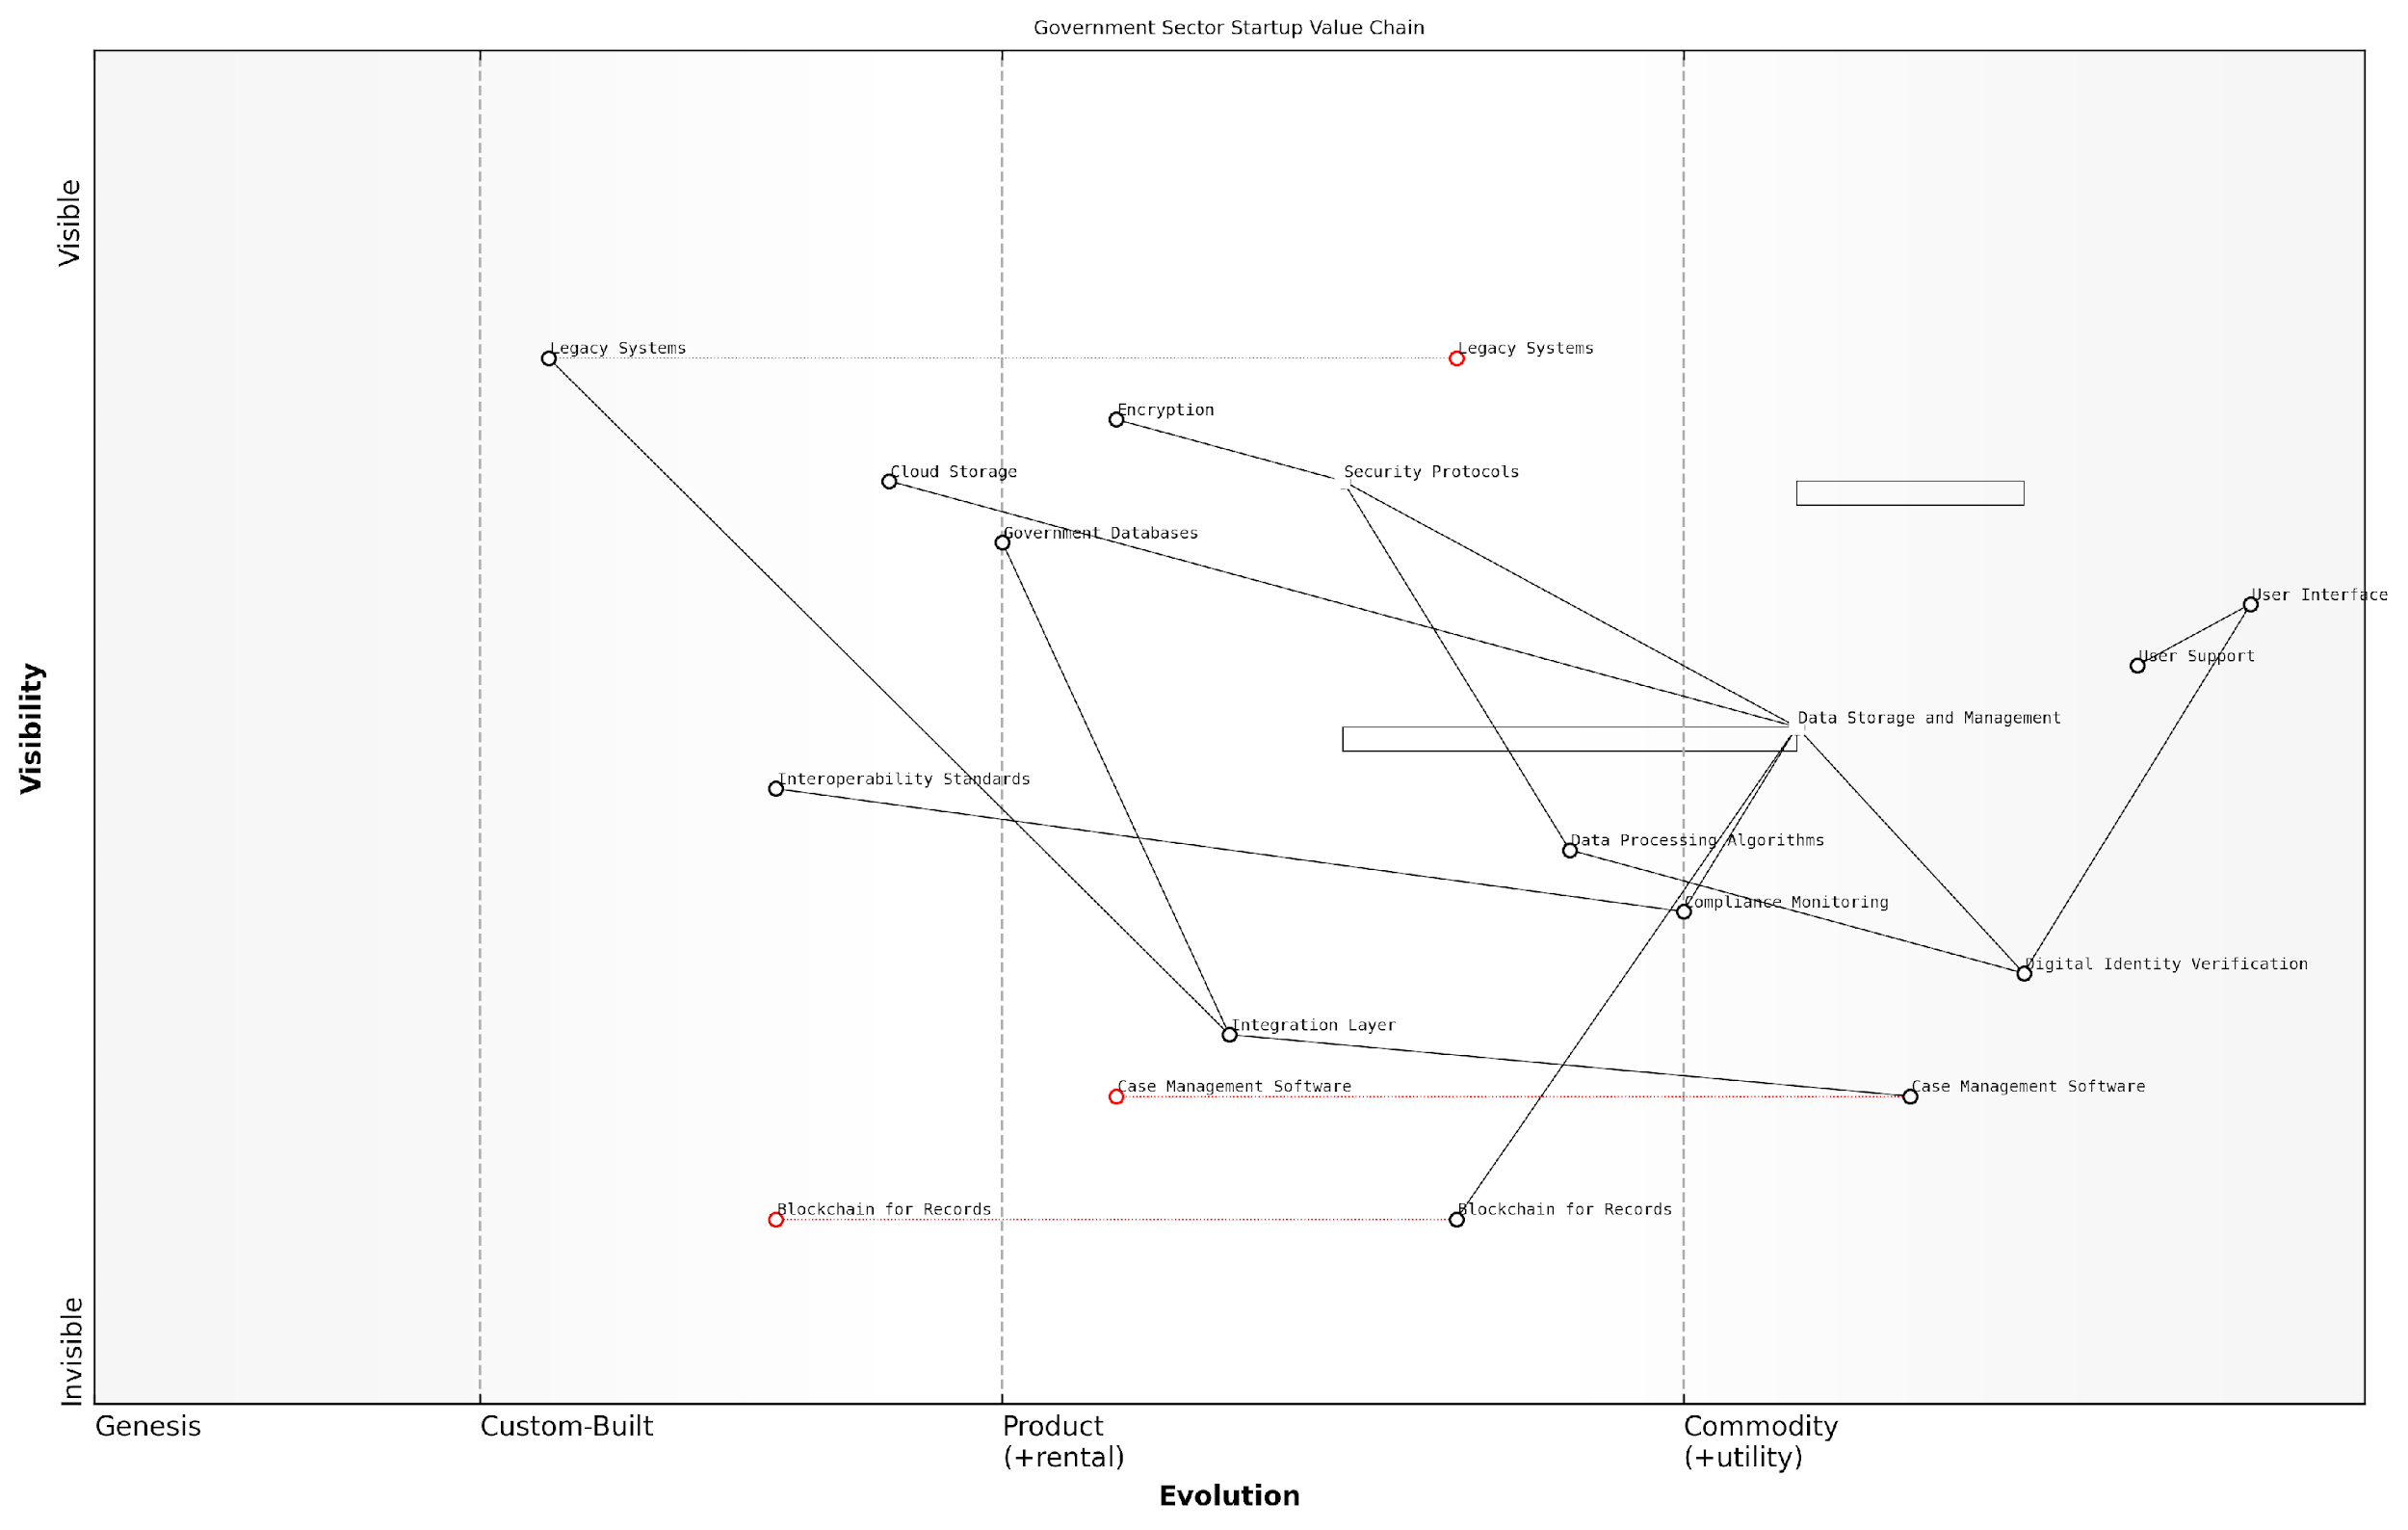 Government Sector Startup Value Chain
Visible
Legacy Systems
Legacy Systems
Encryption
Cloud Storage
Security Protocols
Government Databases
User Interface
User Support
Data Storage and Management
Visibility
Interoperability Standards
Data Processing Algorithms
Compliance Monitoring
Digital Identity Verification
Integration Layer
Case Management Software
Case Management Software
Blockchain for Records
Blockchain for Records
Invisible
Genesis
Custom-Built
Product
(+rental)
Commodity
(+utility)
Evolution